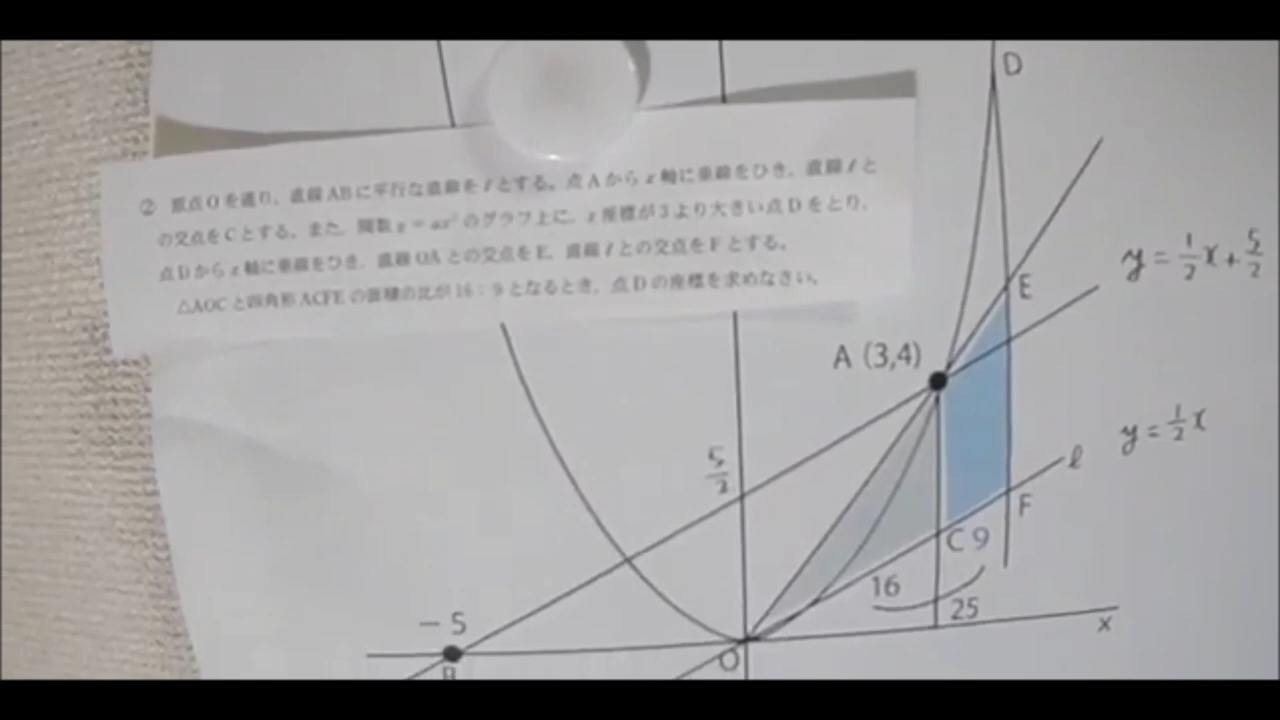 ② 原点Oを通り、直線ABに平行な直線をℓとする。点Aからx軸に垂線をひき、直線ℓと
の交点をCとする。また、関数y=ax²のグラフ上に、x座標が3より大きい点Dをとり、
点Dからx軸に垂線をひき、直線OAとの交点をE、直線ℓとの交点をFとする。
△AOCと四角形ACFEの面積の比が16：9となるとき、点Dの座標を求めなさい。
D
y = 1/2 x + 5/2
E
A (3,4)
y = 1/2 x
5/2
ℓ
F
C 9
16
25
－5
x
O
B